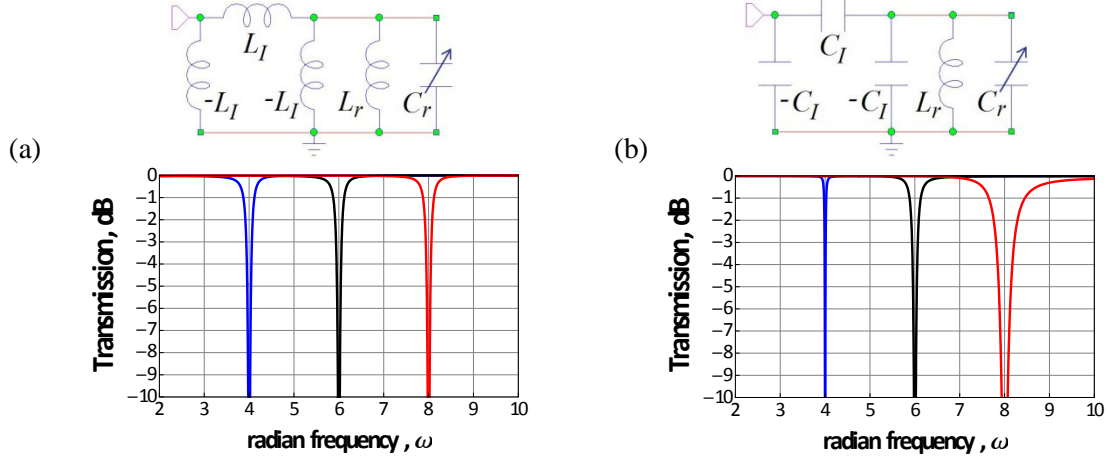 L_I
-L_I -L_I L_r C_r
(a)
0
−1
−2
−3
−4
−5
−6
−7
−8
−9
−10
Transmission, dB
2 3 4 5 6 7 8 9 10
radian frequency , ω
C_I
-C_I -C_I L_r C_r
(b)
0
−1
−2
−3
−4
−5
−6
−7
−8
−9
−10
Transmission, dB
2 3 4 5 6 7 8 9 10
radian frequency , ω